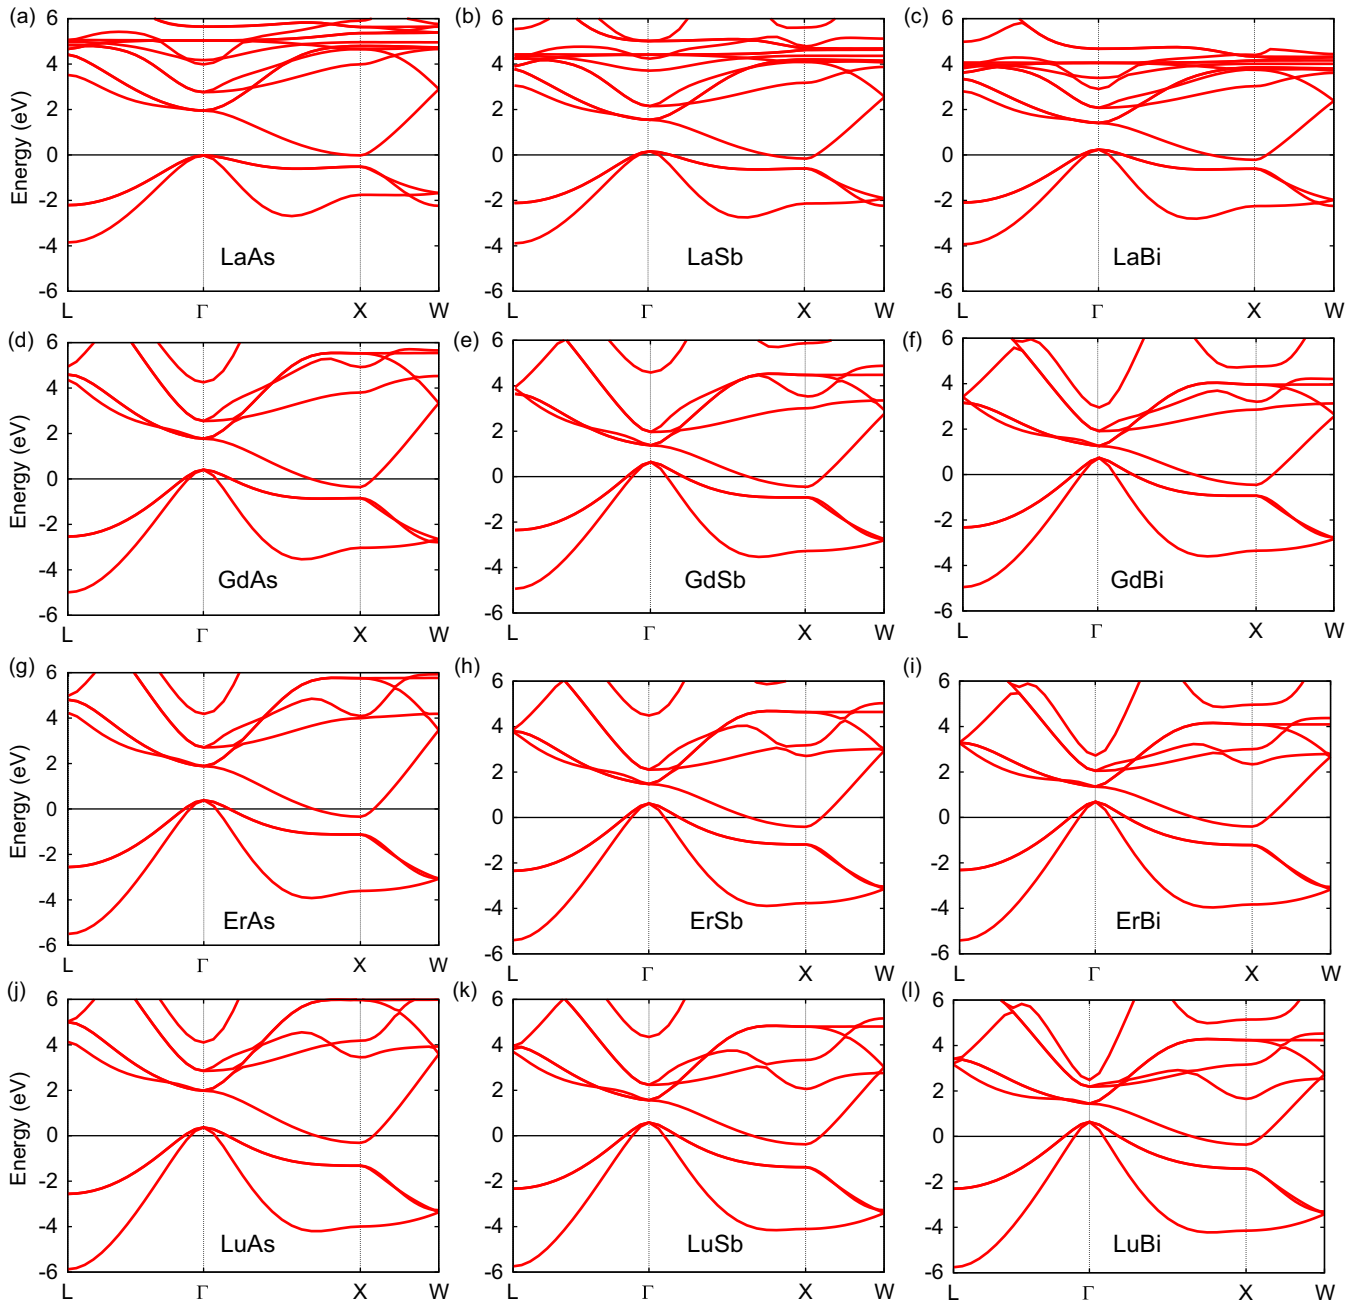 (a) (b) (c)
Energy (eV)
6 4 2 0 -2 -4 -6
6 4 2 0 -2 -4 -6
6 4 2 0 -2 -4 -6
LaAs LaSb LaBi
L Γ X W L Γ X W L Γ X W
(d) (e) (f)
Energy (eV)
6 4 2 0 -2 -4 -6
6 4 2 0 -2 -4 -6
6 4 2 0 -2 -4 -6
GdAs GdSb GdBi
L Γ X W L Γ X W L Γ X W
(g) (h) (i)
Energy (eV)
6 4 2 0 -2 -4 -6
6 4 2 0 -2 -4 -6
6 4 2 0 -2 -4 -6
ErAs ErSb ErBi
L Γ X W L Γ X W L Γ X W
(j) (k) (l)
Energy (eV)
6 4 2 0 -2 -4 -6
6 4 2 0 -2 -4 -6
6 4 2 0 -2 -4 -6
LuAs LuSb LuBi
L Γ X W L Γ X W L Γ X W